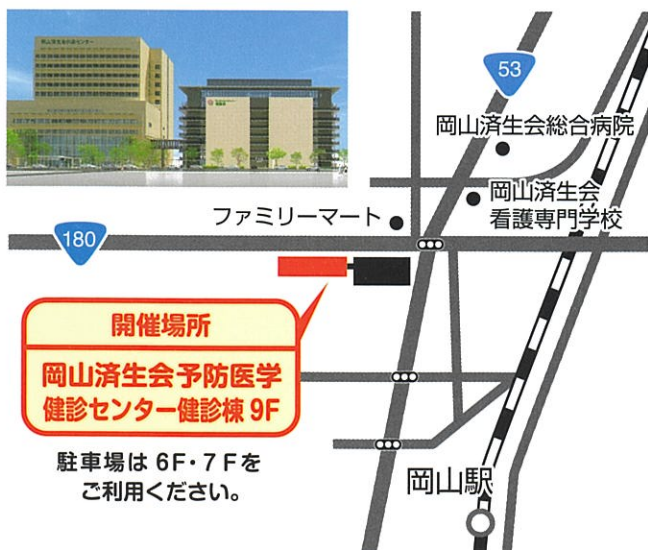 53
岡山済生会総合病院
岡山済生会
看護専門学校
ファミリーマート
180
開催場所
岡山済生会予防医学
健診センター健診棟 9F
駐車場は 6F・7Fを
ご利用ください。
岡山駅